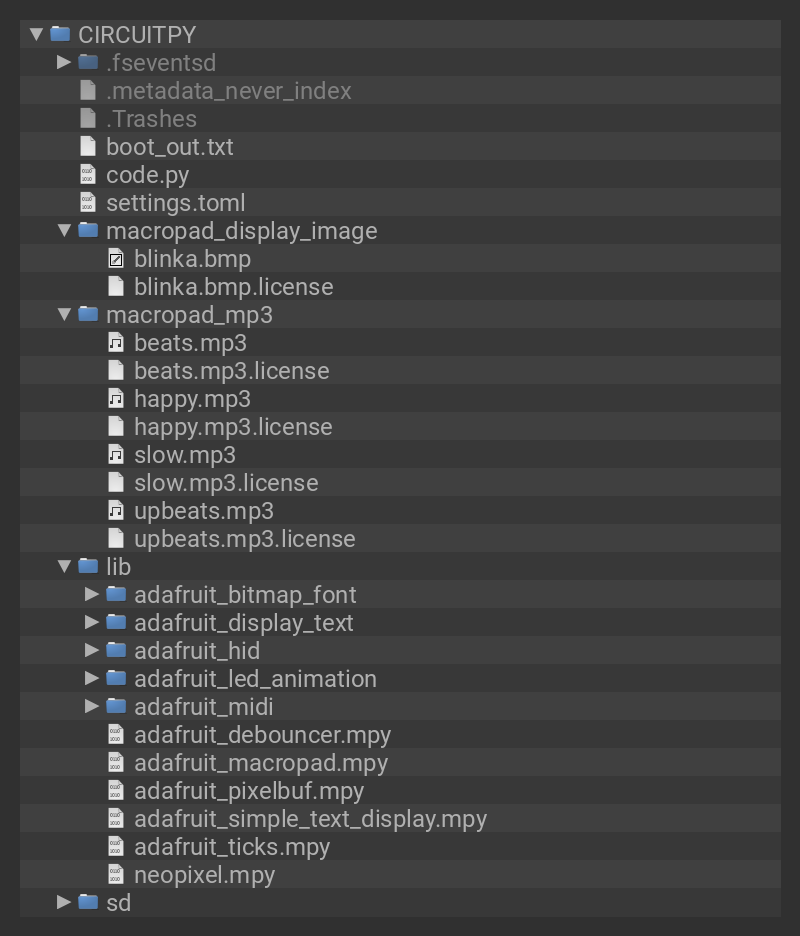 CIRCUITPY
.fseventsd
.metadata_never_index
.Trashes
boot_out.txt
code.py
settings.toml
macropad_display_image
blinka.bmp
blinka.bmp.license
macropad_mp3
beats.mp3
beats.mp3.license
happy.mp3
happy.mp3.license
slow.mp3
slow.mp3.license
upbeats.mp3
upbeats.mp3.license
lib
adafruit_bitmap_font
adafruit_display_text
adafruit_hid
adafruit_led_animation
adafruit_midi
adafruit_debouncer.mpy
adafruit_macropad.mpy
adafruit_pixelbuf.mpy
adafruit_simple_text_display.mpy
adafruit_ticks.mpy
neopixel.mpy
sd